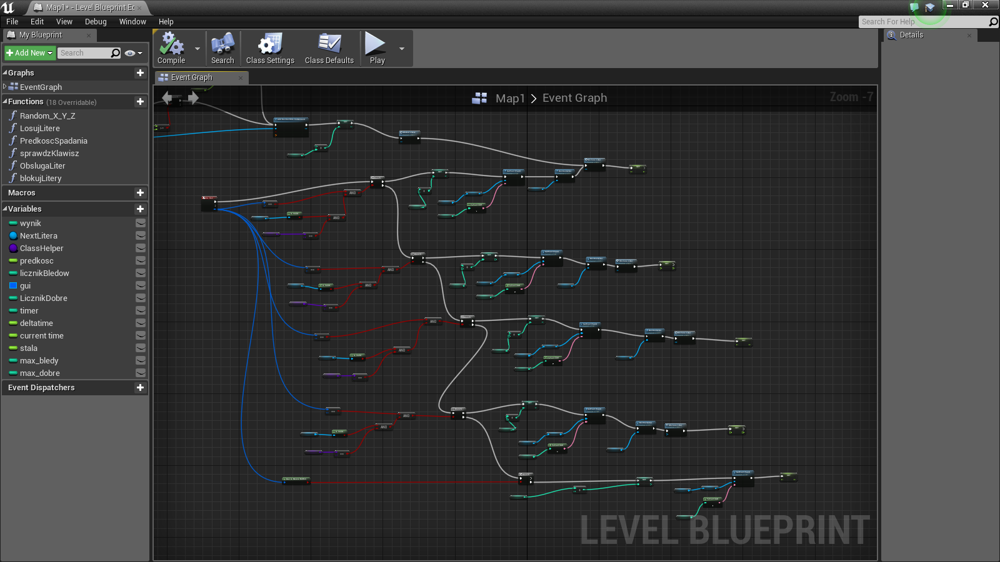 Map1* - Level Blueprint Ec
File Edit View Debug Window Help
Search For Help
My Blueprint
Details
Add New
Search
Compile
Search
Class Settings
Class Defaults
Play
Graphs
Event Graph
EventGraph
Map1 > Event Graph
Zoom -7
Functions (18 Overridable)
Random_X_Y_Z
LosujLitere
PredkoscSpadania
sprawdzKlawisz
ObslugaLiter
blokujLitery
Macros
Variables
wynik
NextLitera
ClassHelper
predkosc
licznikBledow
gui
LicznikDobre
timer
deltatime
current time
stala
max_bledy
max_dobre
Event Dispatchers
AND
AND
AND
AND
AND
AND
AND
AND
LEVEL BLUEPRINT